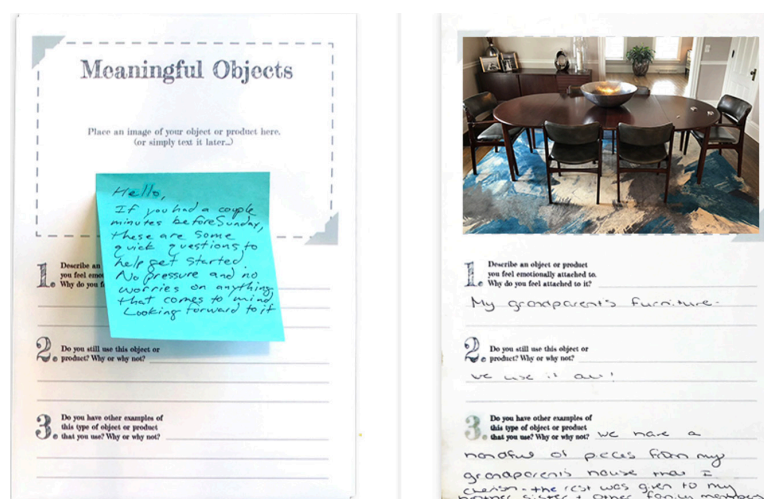 Meaningful Objects
Place an image of your object or product here.
(or simply text it later...)
Hello,
If you had a couple
minutes before Sunday,
these are some
quick questions to
help get started.
No pressure and no
worries on anything
that comes to mind.
Looking forward to it
1. Describe an
you feel emo
Why do you f
2. Do you still use this object or
product? Why or why not?
3. Do you have other examples of
this type of object or product
that you use? Why or why not?
1. Describe an object or product
you feel emotionally attached to.
Why do you feel attached to it?
My grandparent's furniture.
2. Do you still use this object or
product? Why or why not?
we use it all!
3. Do you have other examples of
this type of object or product
that you use? Why or why not? we have a
handful of pieces from my
grandparents house that I
cherish - the rest was given to my
mother, sister + other family members